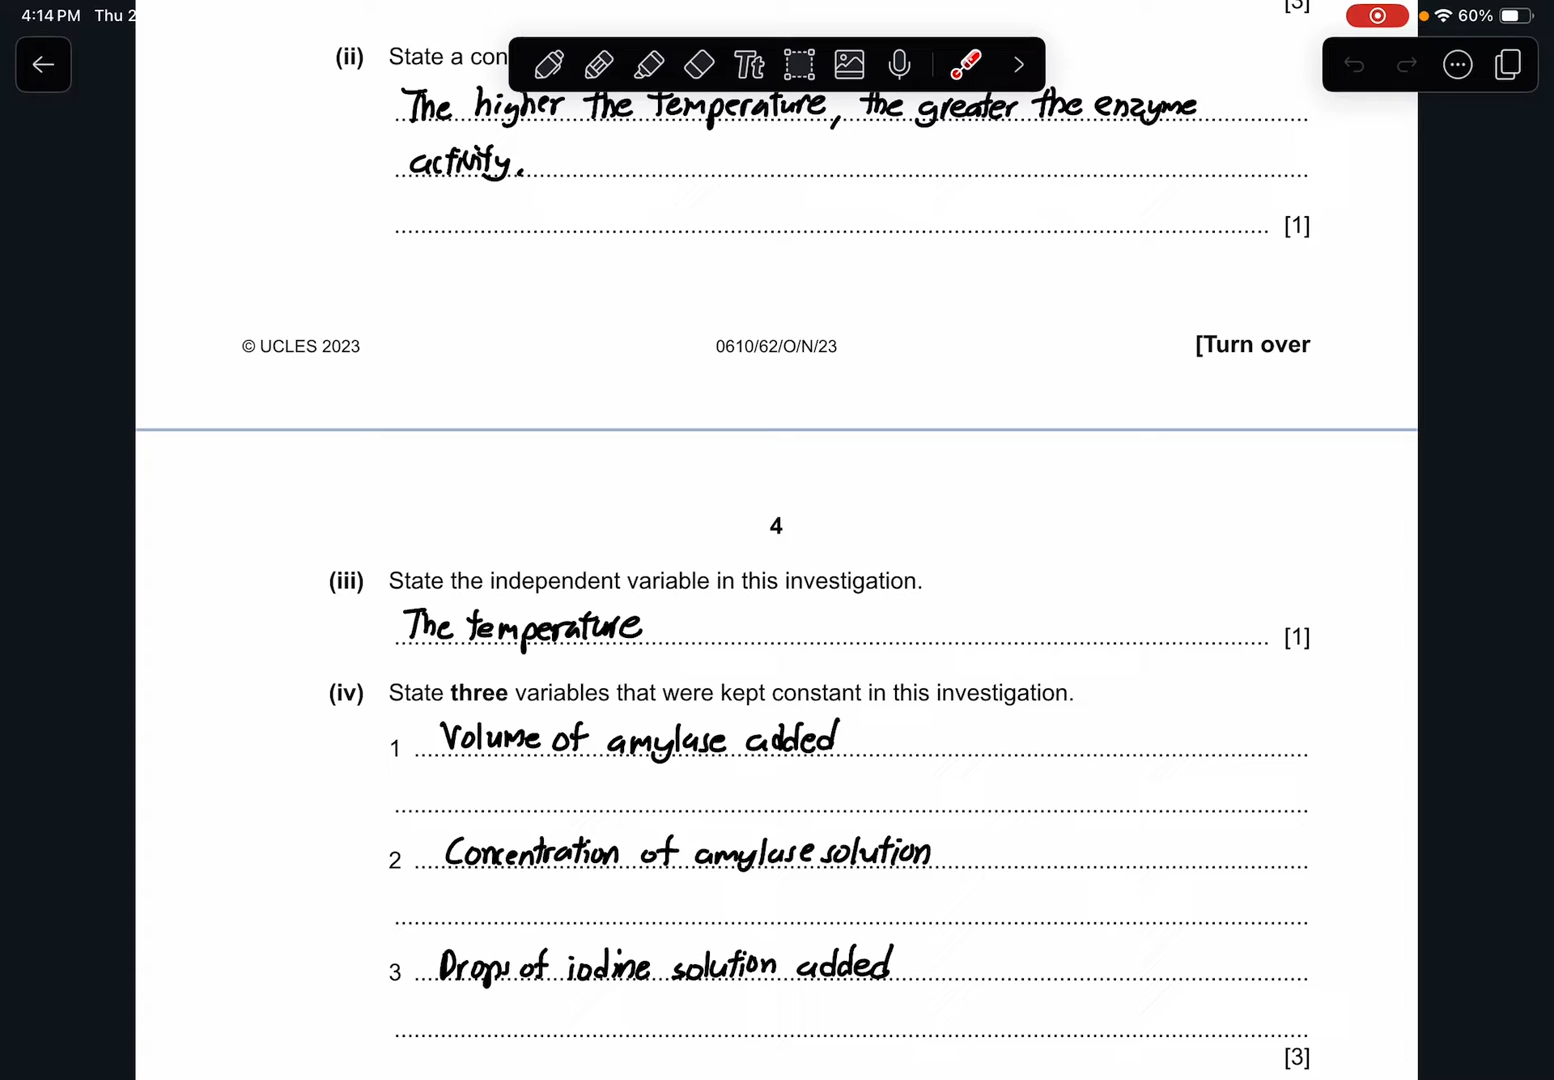 4:14 PM Thu 2
60%
[3]
(ii) State a con
Tt
The higher the temperature, the greater the enzyme
activity.
[1]
© UCLES 2023 0610/62/O/N/23 [Turn over
4
(iii) State the independent variable in this investigation.
The temperature [1]
(iv) State three variables that were kept constant in this investigation.
1 Volume of amylase added
2 Concentration of amylase solution
3 Drops of iodine solution added
[3]